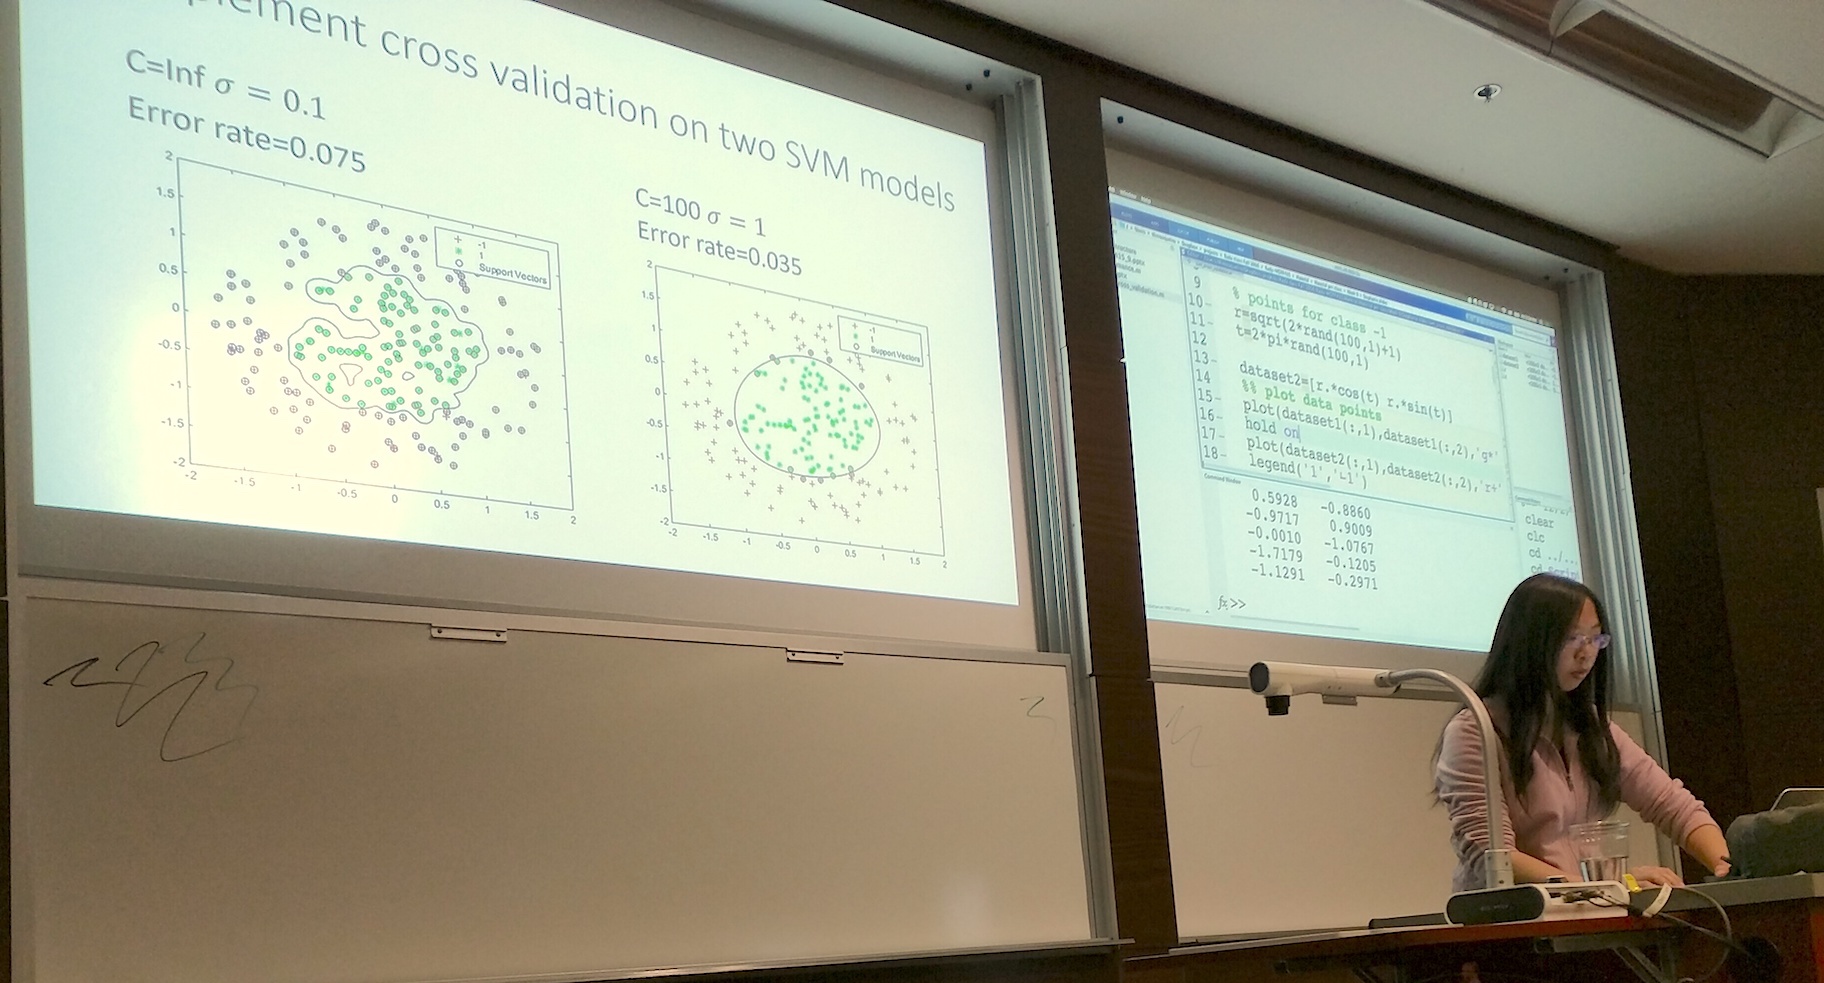 plement cross validation on two SVM models
C=Inf σ = 0.1
Error rate=0.075
2
1.5
1
0.5
0
-0.5
-1
-1.5
-2
-2
-1.5
-1
-0.5
0
0.5
1
1.5
2
-1
1
Support Vectors
C=100 σ = 1
Error rate=0.035
2
1.5
1
0.5
0
-0.5
-1
-1.5
-2
-2
-1.5
-1
-0.5
0
0.5
1
1.5
2
-1
1
Support Vectors
9 % points for class -1
10- r=sqrt(2*rand(100,1)+1)
11- t=2*pi*rand(100,1)
12
13- dataset2=[r.*cos(t) r.*sin(t)]
14 %% plot data points
15- plot(dataset1(:,1),dataset1(:,2),'g*'
16- hold on
17- plot(dataset2(:,1),dataset2(:,2),'r+'
18- legend('1','-1')
Command Window
0.5928 -0.8860
-0.9717 0.9009
-0.0010 -1.0767
-1.7179 -0.1205
-1.1291 -0.2971
fx >>
clear
clc
cd ../...
cd Script